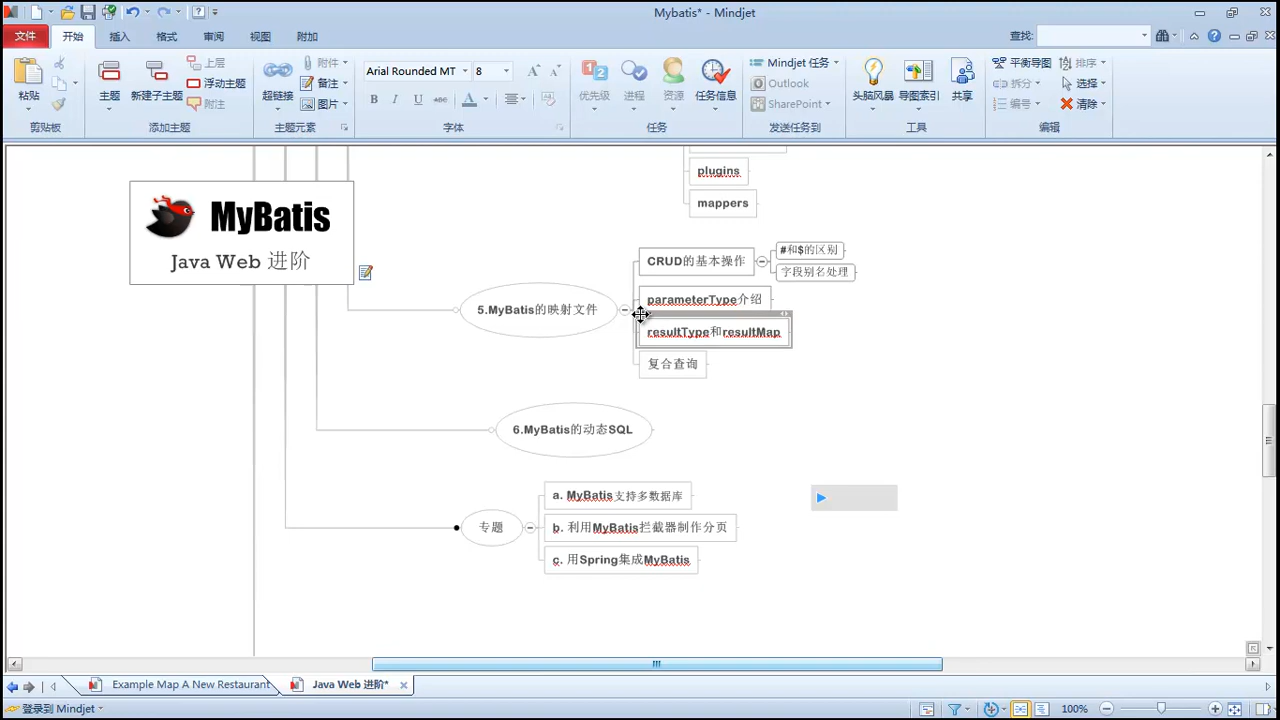 Mybatis* - Mindjet
文件
开始
插入
格式
审阅
视图
附加
查找:
粘贴
剪贴板
主题
新建子主题
上层
浮动主题
附注
添加主题
超链接
附件
备注
图片
主题元素
Arial Rounded MT
8
B
I
U
abc
A
字体
优先级
进程
资源
任务信息
任务
Mindjet 任务
Outlook
SharePoint
发送任务到
头脑风暴
导图索引
共享
工具
平衡导图
拆分
编号
排序
选择
清除
编辑
plugins
mappers
MyBatis
Java Web 进阶
CRUD的基本操作
#和$的区别
字段别名处理
5.MyBatis的映射文件
parameterType介绍
resultType和resultMap
复合查询
6.MyBatis的动态SQL
专题
a. MyBatis支持多数据库
b. 利用MyBatis拦截器制作分页
c. 用Spring集成MyBatis
Example Map A New Restaurant
Java Web 进阶*
登录到 Mindjet
100%